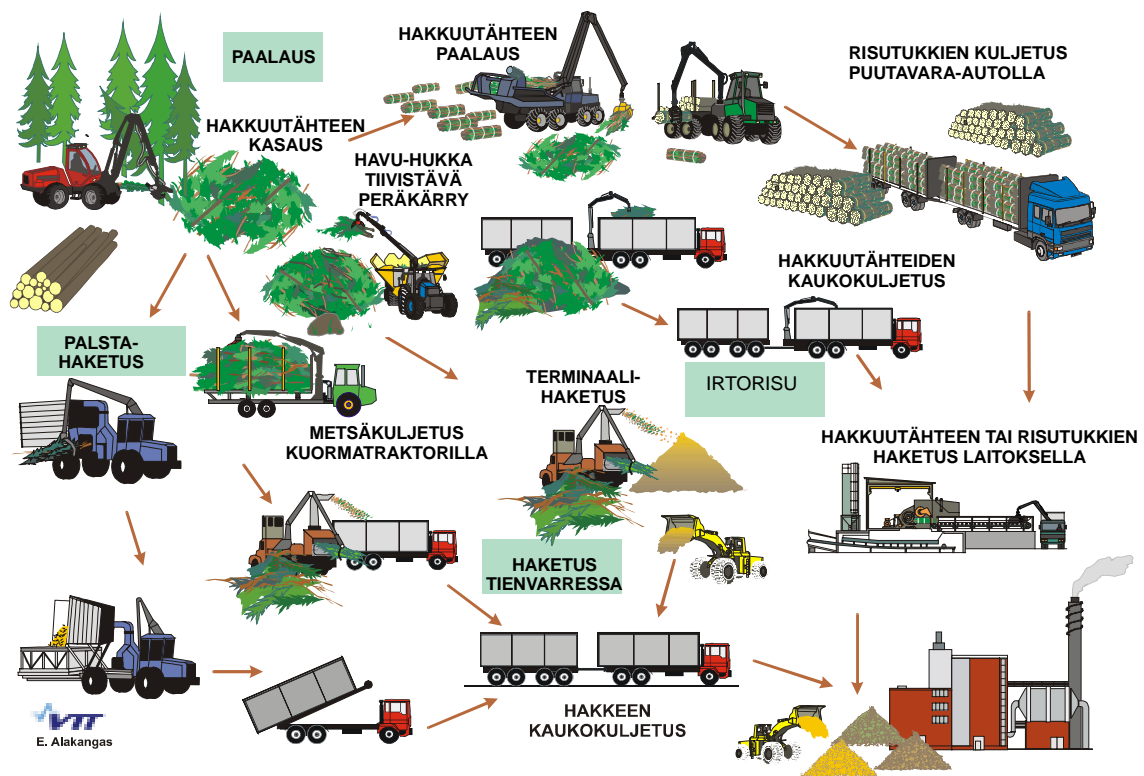 PAALAUS
HAKKUUTÄHTEEN
PAALAUS
RISUTUKKIEN KULJETUS
PUUTAVARA-AUTOLLA
HAKKUUTÄHTEEN
KASAUS
HAVU-HUKKA
TIIVISTÄVÄ
PERÄKÄRRY
HAKKUUTÄHTEIDEN
KAUKOKULJETUS
PALSTA-
HAKETUS
IRTORISU
TERMINAALI-
HAKETUS
METSÄKULJETUS
KUORMATRAKTORILLA
HAKKUUTÄHTEEN TAI RISUTUKKIEN
HAKETUS LAITOKSELLA
HAKETUS
TIENVARRESSA
HAKKEEN
KAUKOKULJETUS
VTT
E. Alakangas